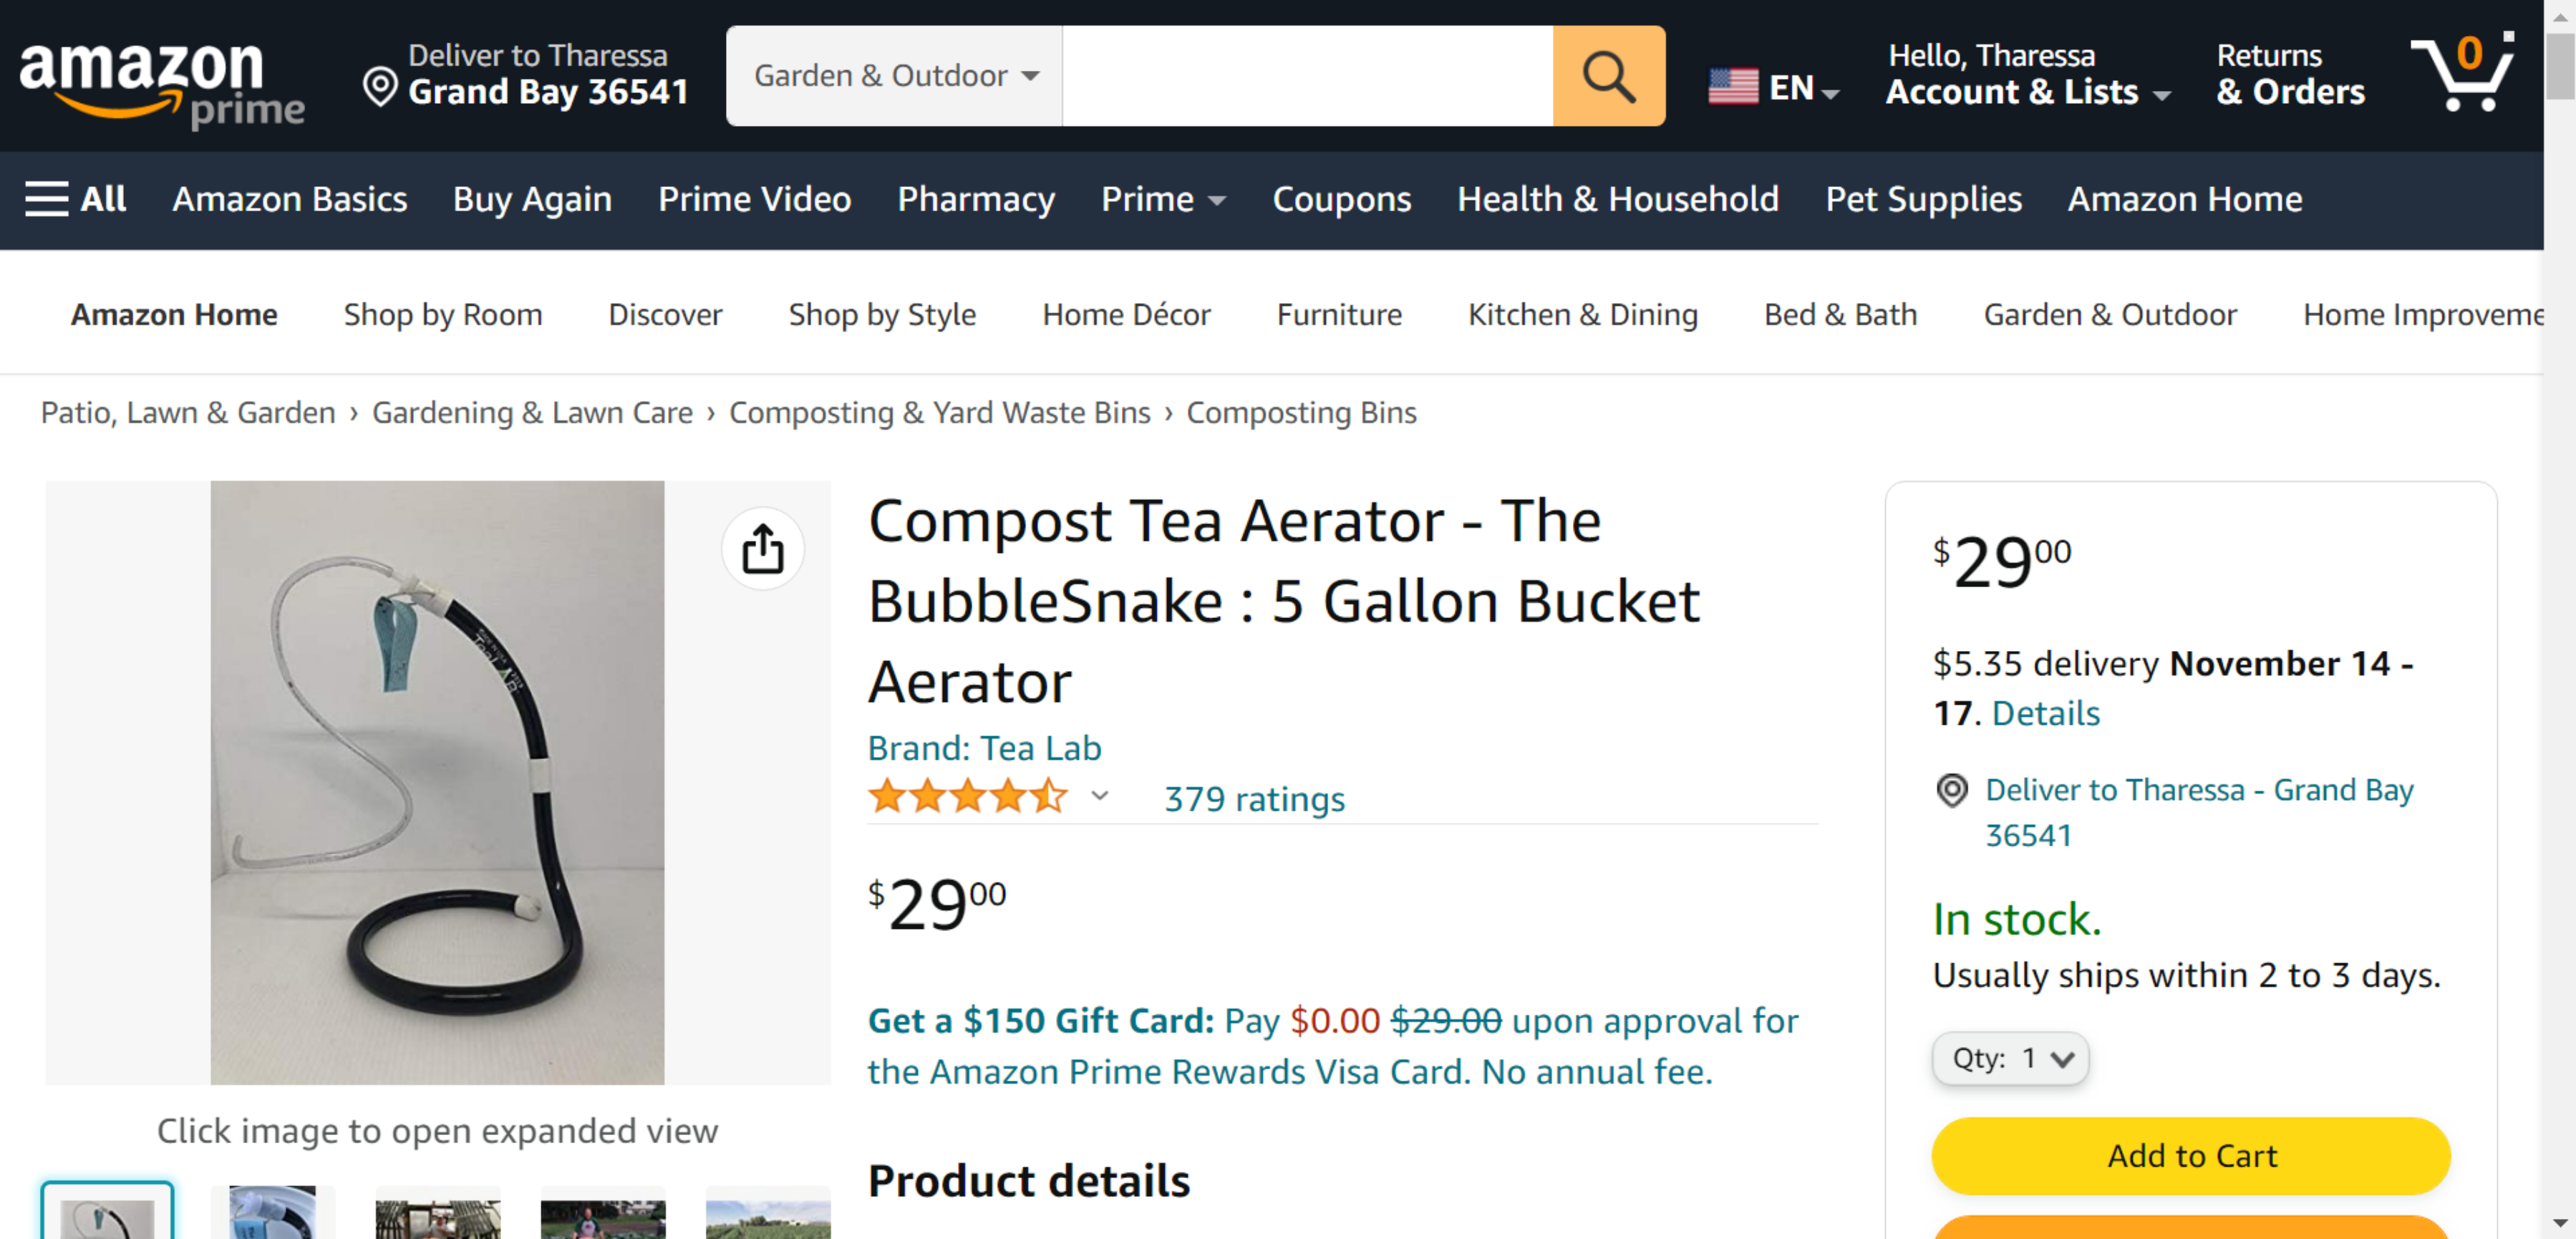 amazon prime
Deliver to Tharessa
Grand Bay 36541
Garden & Outdoor
EN
Hello, Tharessa
Account & Lists
Returns
& Orders
0
All Amazon Basics Buy Again Prime Video Pharmacy Prime Coupons Health & Household Pet Supplies Amazon Home
Amazon Home Shop by Room Discover Shop by Style Home Décor Furniture Kitchen & Dining Bed & Bath Garden & Outdoor Home Improveme
Patio, Lawn & Garden › Gardening & Lawn Care › Composting & Yard Waste Bins › Composting Bins
Click image to open expanded view
Compost Tea Aerator - The
BubbleSnake : 5 Gallon Bucket
Aerator
Brand: Tea Lab
379 ratings
$2900
Get a $150 Gift Card: Pay $0.00 $29.00 upon approval for
the Amazon Prime Rewards Visa Card. No annual fee.
Product details
$2900
$5.35 delivery November 14 -
17. Details
Deliver to Tharessa - Grand Bay
36541
In stock.
Usually ships within 2 to 3 days.
Qty: 1
Add to Cart